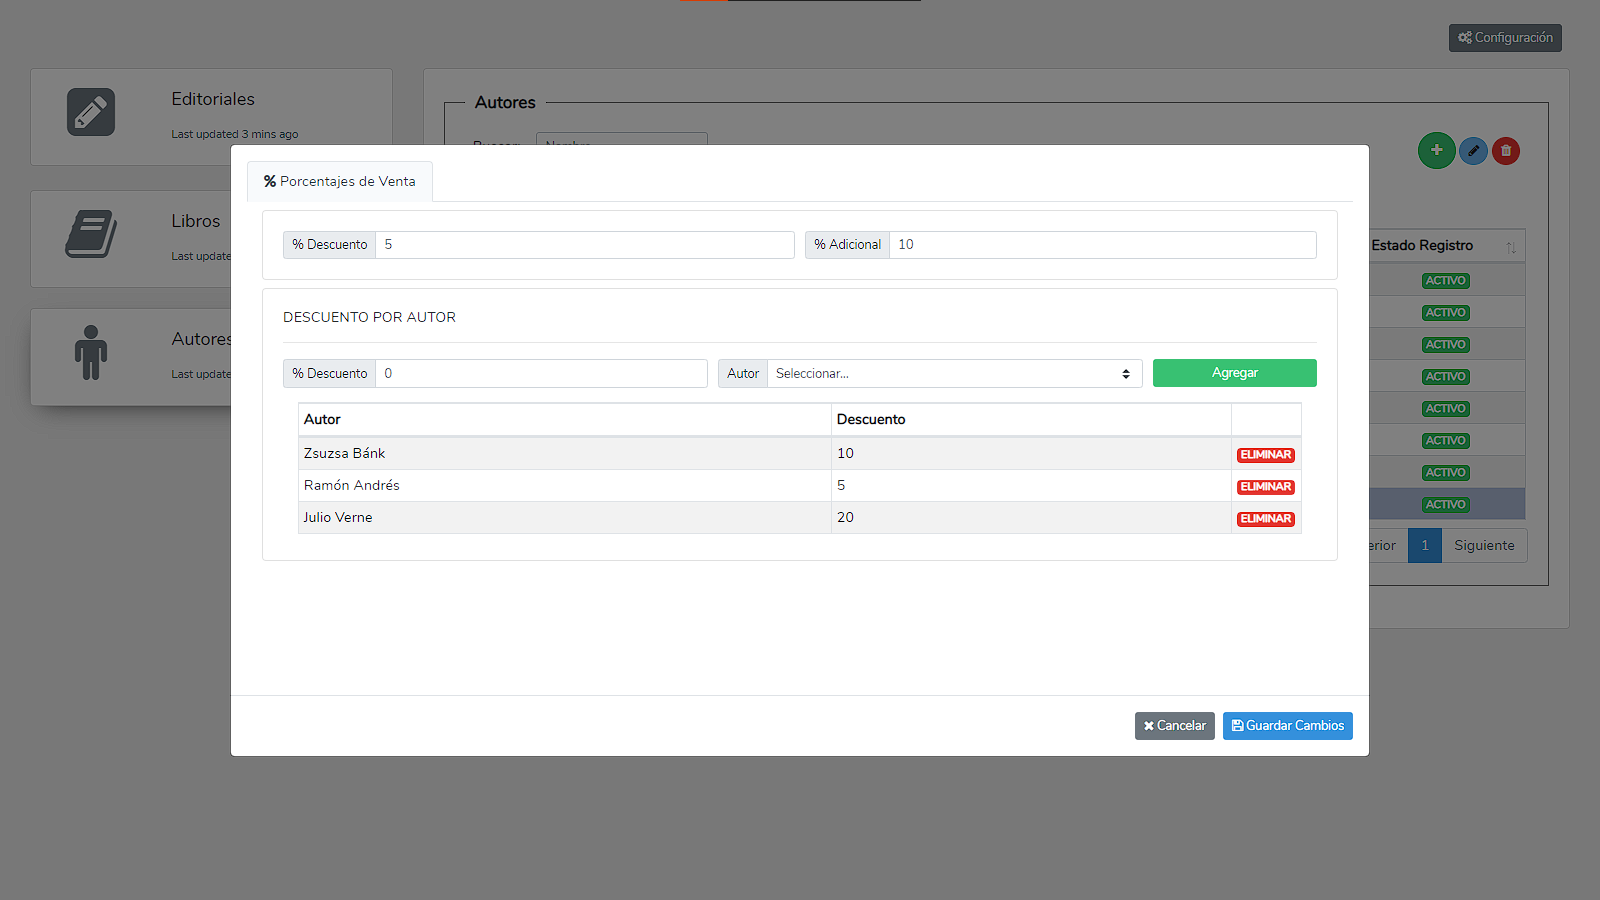 Configuración
Editoriales
Last updated 3 mins ago
Autores
Libros
Last update
Autores
Last update
Estado Registro
ACTIVO
ACTIVO
ACTIVO
ACTIVO
ACTIVO
ACTIVO
ACTIVO
ACTIVO
erior 1 Siguiente
% Porcentajes de Venta
% Descuento 5 % Adicional 10
DESCUENTO POR AUTOR
% Descuento 0 Autor Seleccionar... Agregar
Autor Descuento
Zsuzsa Bánk 10 ELIMINAR
Ramón Andrés 5 ELIMINAR
Julio Verne 20 ELIMINAR
Cancelar Guardar Cambios